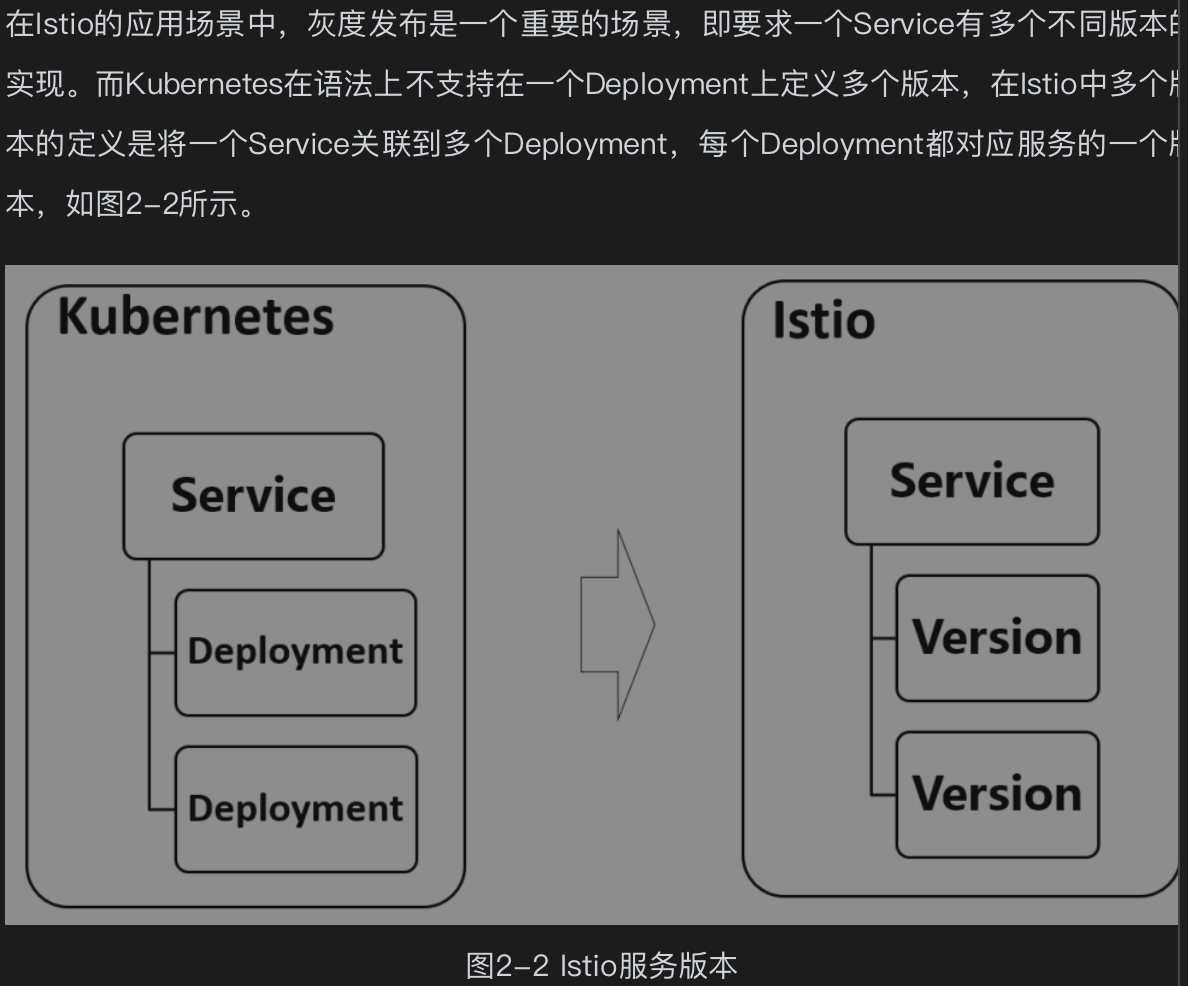 在Istio的应用场景中，灰度发布是一个重要的场景，即要求一个Service有多个不同版本的
实现。而Kubernetes在语法上不支持在一个Deployment上定义多个版本，在Istio中多个版
本的定义是将一个Service关联到多个Deployment，每个Deployment都对应服务的一个版
本，如图2-2所示。
Kubernetes
Service
Deployment
Deployment
Istio
Service
Version
Version
图2-2 Istio服务版本